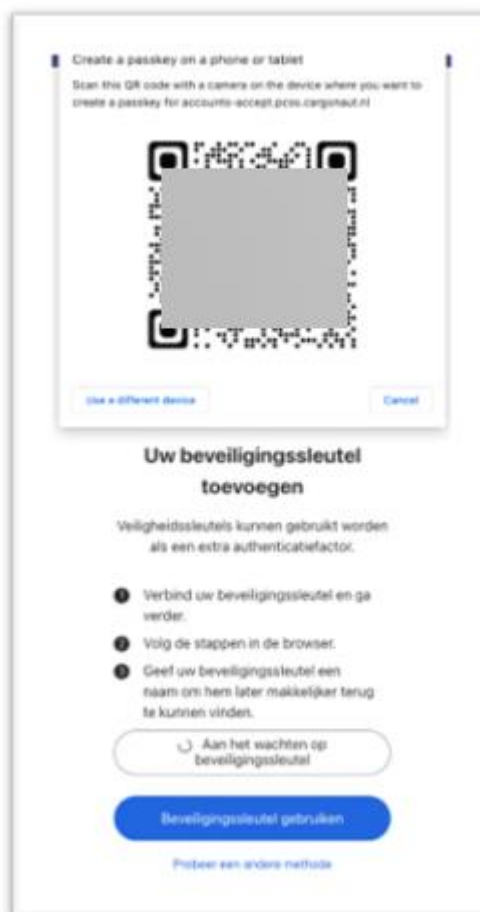 Create a passkey on a phone or tablet
Scan this QR code with a camera on the device where you want to
create a passkey for accounts-accept.pcss.cargonaut.nl
Use a different device
Cancel
Uw beveiligingssleutel
toevoegen
Veiligheidssleutels kunnen gebruikt worden
als een extra authenticatiefactor.
1 Verbind uw beveiligingssleutel en ga
verder.
2 Volg de stappen in de browser.
3 Geef uw beveiligingssleutel een
naam om hem later makkelijker terug
te kunnen vinden.
Aan het wachten op
beveiligingssleutel
Beveiligingssleutel gebruiken
Probeer een andere methode